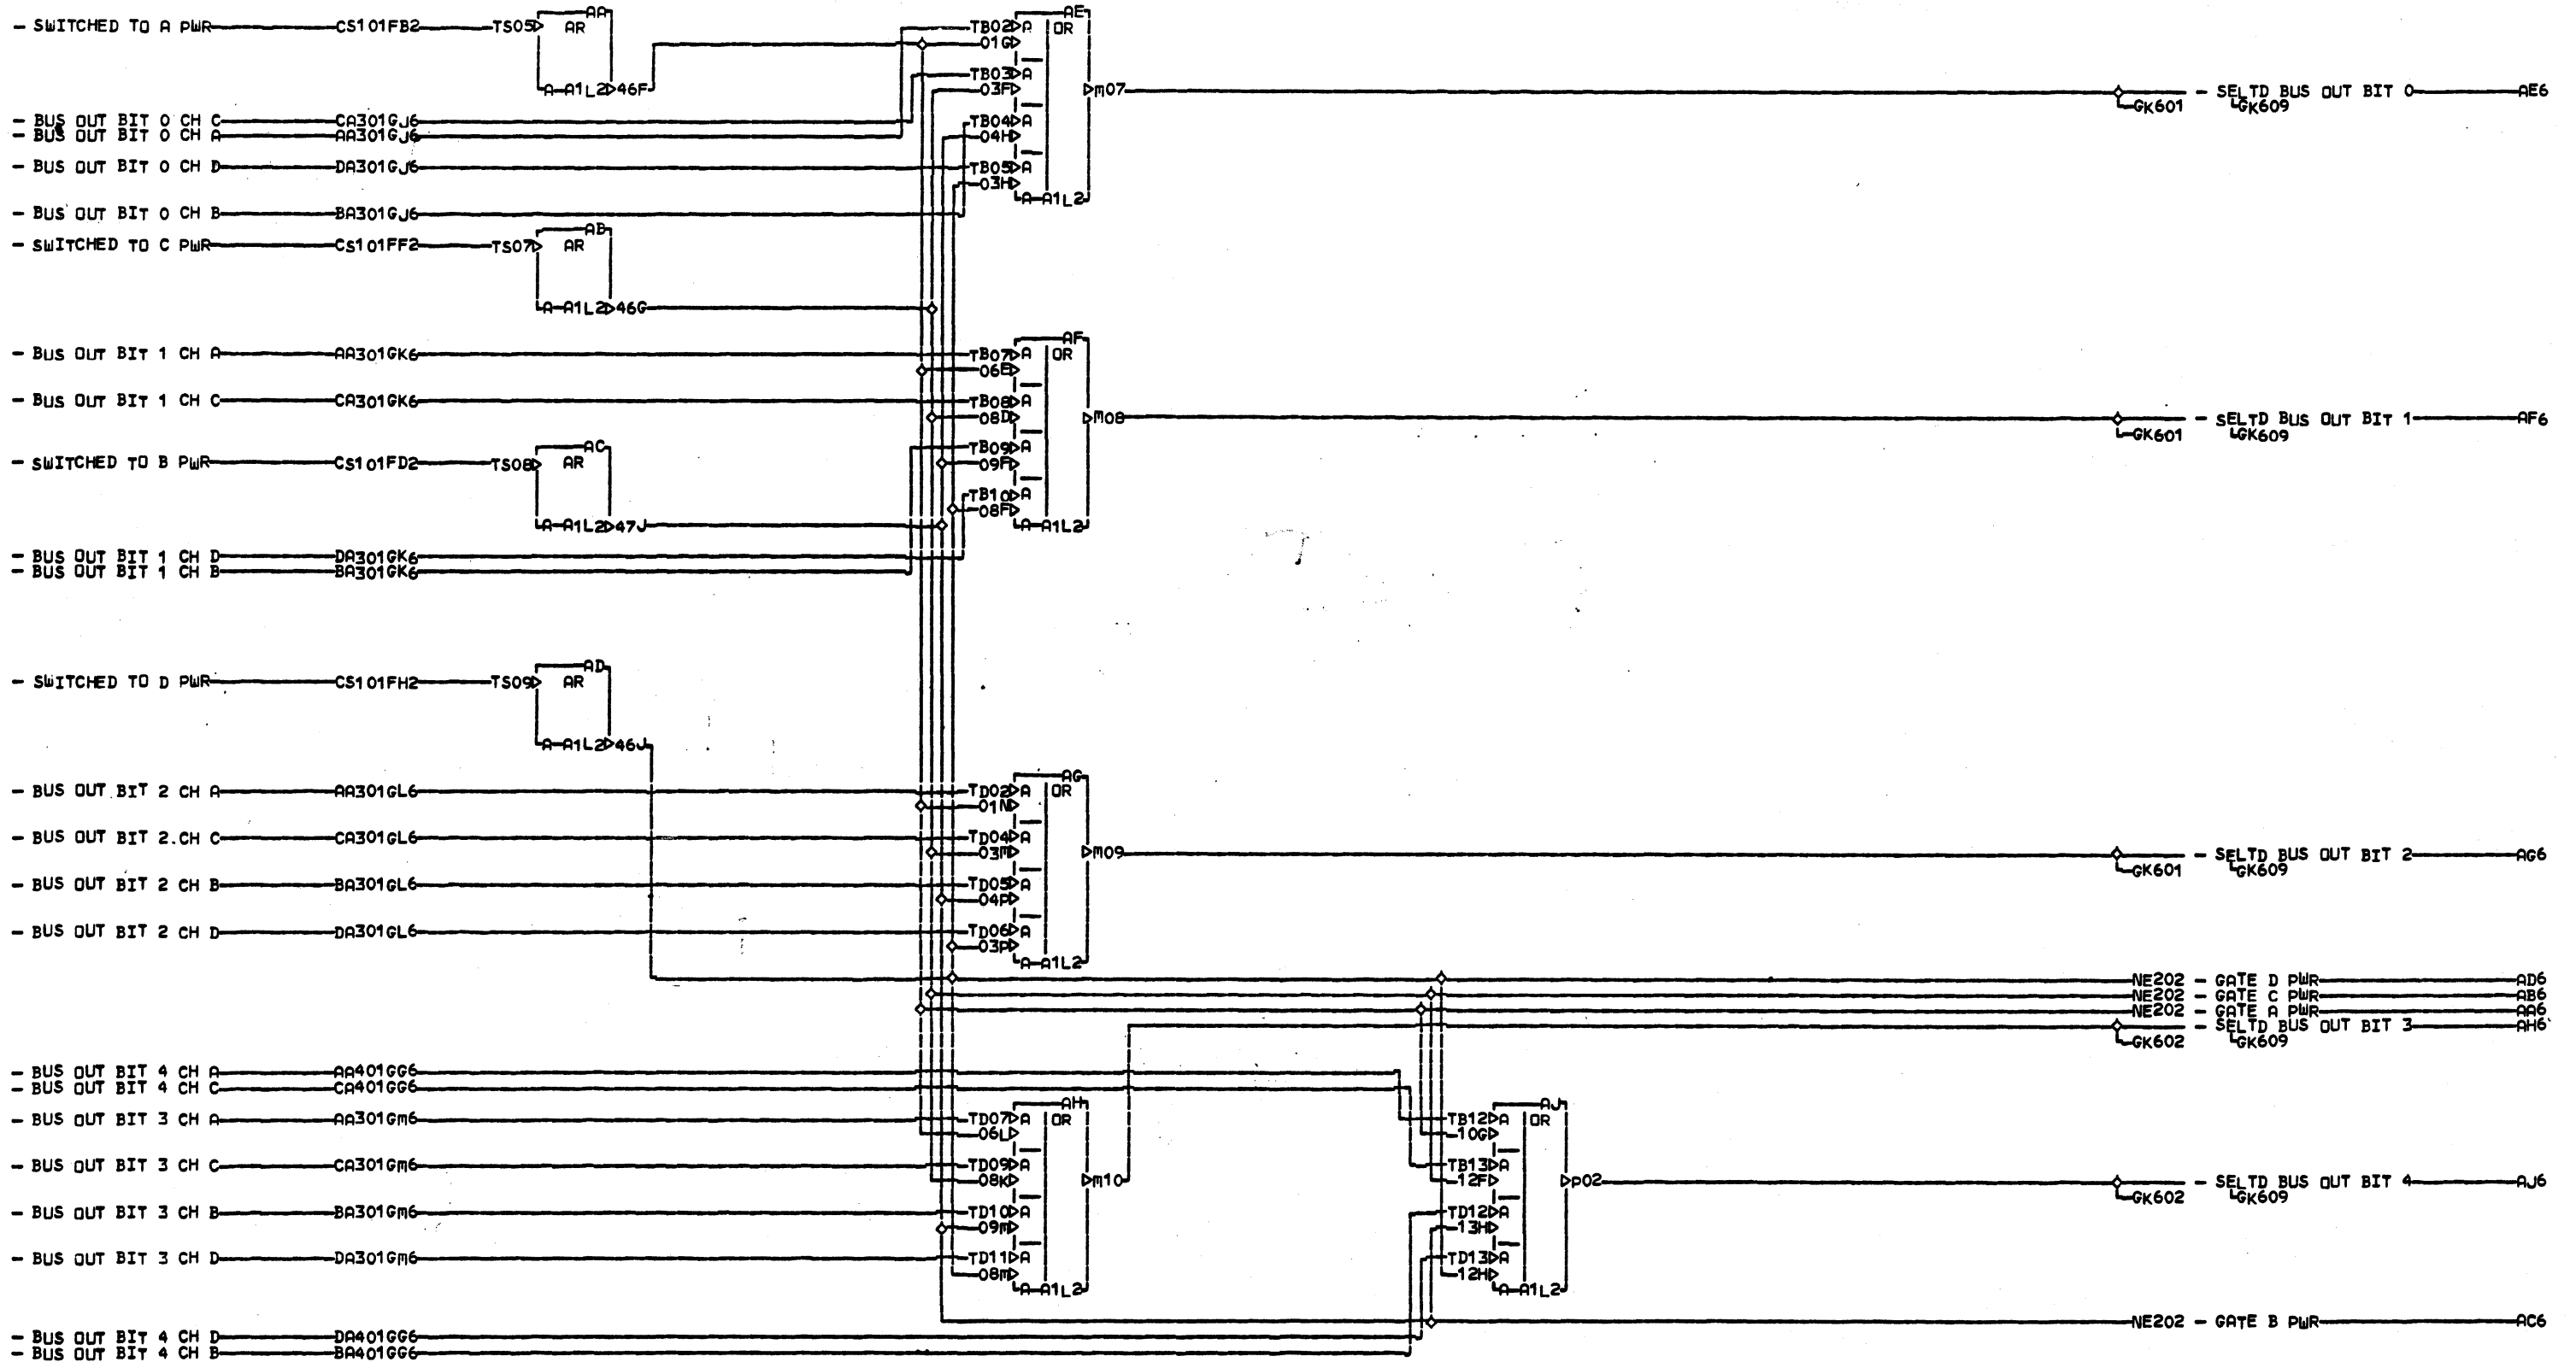 AA AE
- SWITCHED TO A PWR CS101FB2 TS05 AR TB02 A OR
01G
TB03 A
A-A1L2 46F 03F M07 GK601 - SELTD BUS OUT BIT 0 AE6
GK609
- BUS OUT BIT 0 CH C CA301GJ6 TB04 A
- BUS OUT BIT 0 CH A AA301GJ6 04H
- BUS OUT BIT 0 CH D DA301GJ6 TB05 A
03H
A-A1L2
- BUS OUT BIT 0 CH B BA301GJ6
AB
- SWITCHED TO C PWR CS101FF2 TS07 AR
A-A1L2 46G
AF
- BUS OUT BIT 1 CH A AA301GK6 TB07 A OR
06E
- BUS OUT BIT 1 CH C CA301GK6 TB08 A
08D M08 GK601 - SELTD BUS OUT BIT 1 AF6
GK609
AC TB09 A
- SWITCHED TO B PWR CS101FD2 TS08 AR 09F
TB10 A
08F
A-A1L2 47J A-A1L2
- BUS OUT BIT 1 CH D DA301GK6
- BUS OUT BIT 1 CH B BA301GK6
AD
- SWITCHED TO D PWR CS101FH2 TS09 AR
A-A1L2 46J
AG
- BUS OUT BIT 2 CH A AA301GL6 TD02 A OR
01N
- BUS OUT BIT 2 CH C CA301GL6 TD04 A
03M M09 GK601 - SELTD BUS OUT BIT 2 AG6
GK609
- BUS OUT BIT 2 CH B BA301GL6 TD05 A
04P
- BUS OUT BIT 2 CH D DA301GL6 TD06 A
03P
A-A1L2
NE202 - GATE D PWR AD6
NE202 - GATE C PWR AB6
NE202 - GATE A PWR AA6
GK602 - SELTD BUS OUT BIT 3 AH6
GK609
- BUS OUT BIT 4 CH A AA401GG6
- BUS OUT BIT 4 CH C CA401GG6
AH AJ
- BUS OUT BIT 3 CH A AA301GM6 TD07 A OR TB12 A OR
06L 10G
- BUS OUT BIT 3 CH C CA301GM6 TD09 A TB13 A
08K M10 12F P02 GK602 - SELTD BUS OUT BIT 4 AJ6
GK609
- BUS OUT BIT 3 CH B BA301GM6 TD10 A TD12 A
09M 13H
- BUS OUT BIT 3 CH D DA301GM6 TD11 A TD13 A
08M 12H
A-A1L2 A-A1L2
NE202 - GATE B PWR AC6
- BUS OUT BIT 4 CH D DA401GG6
- BUS OUT BIT 4 CH B BA401GG6